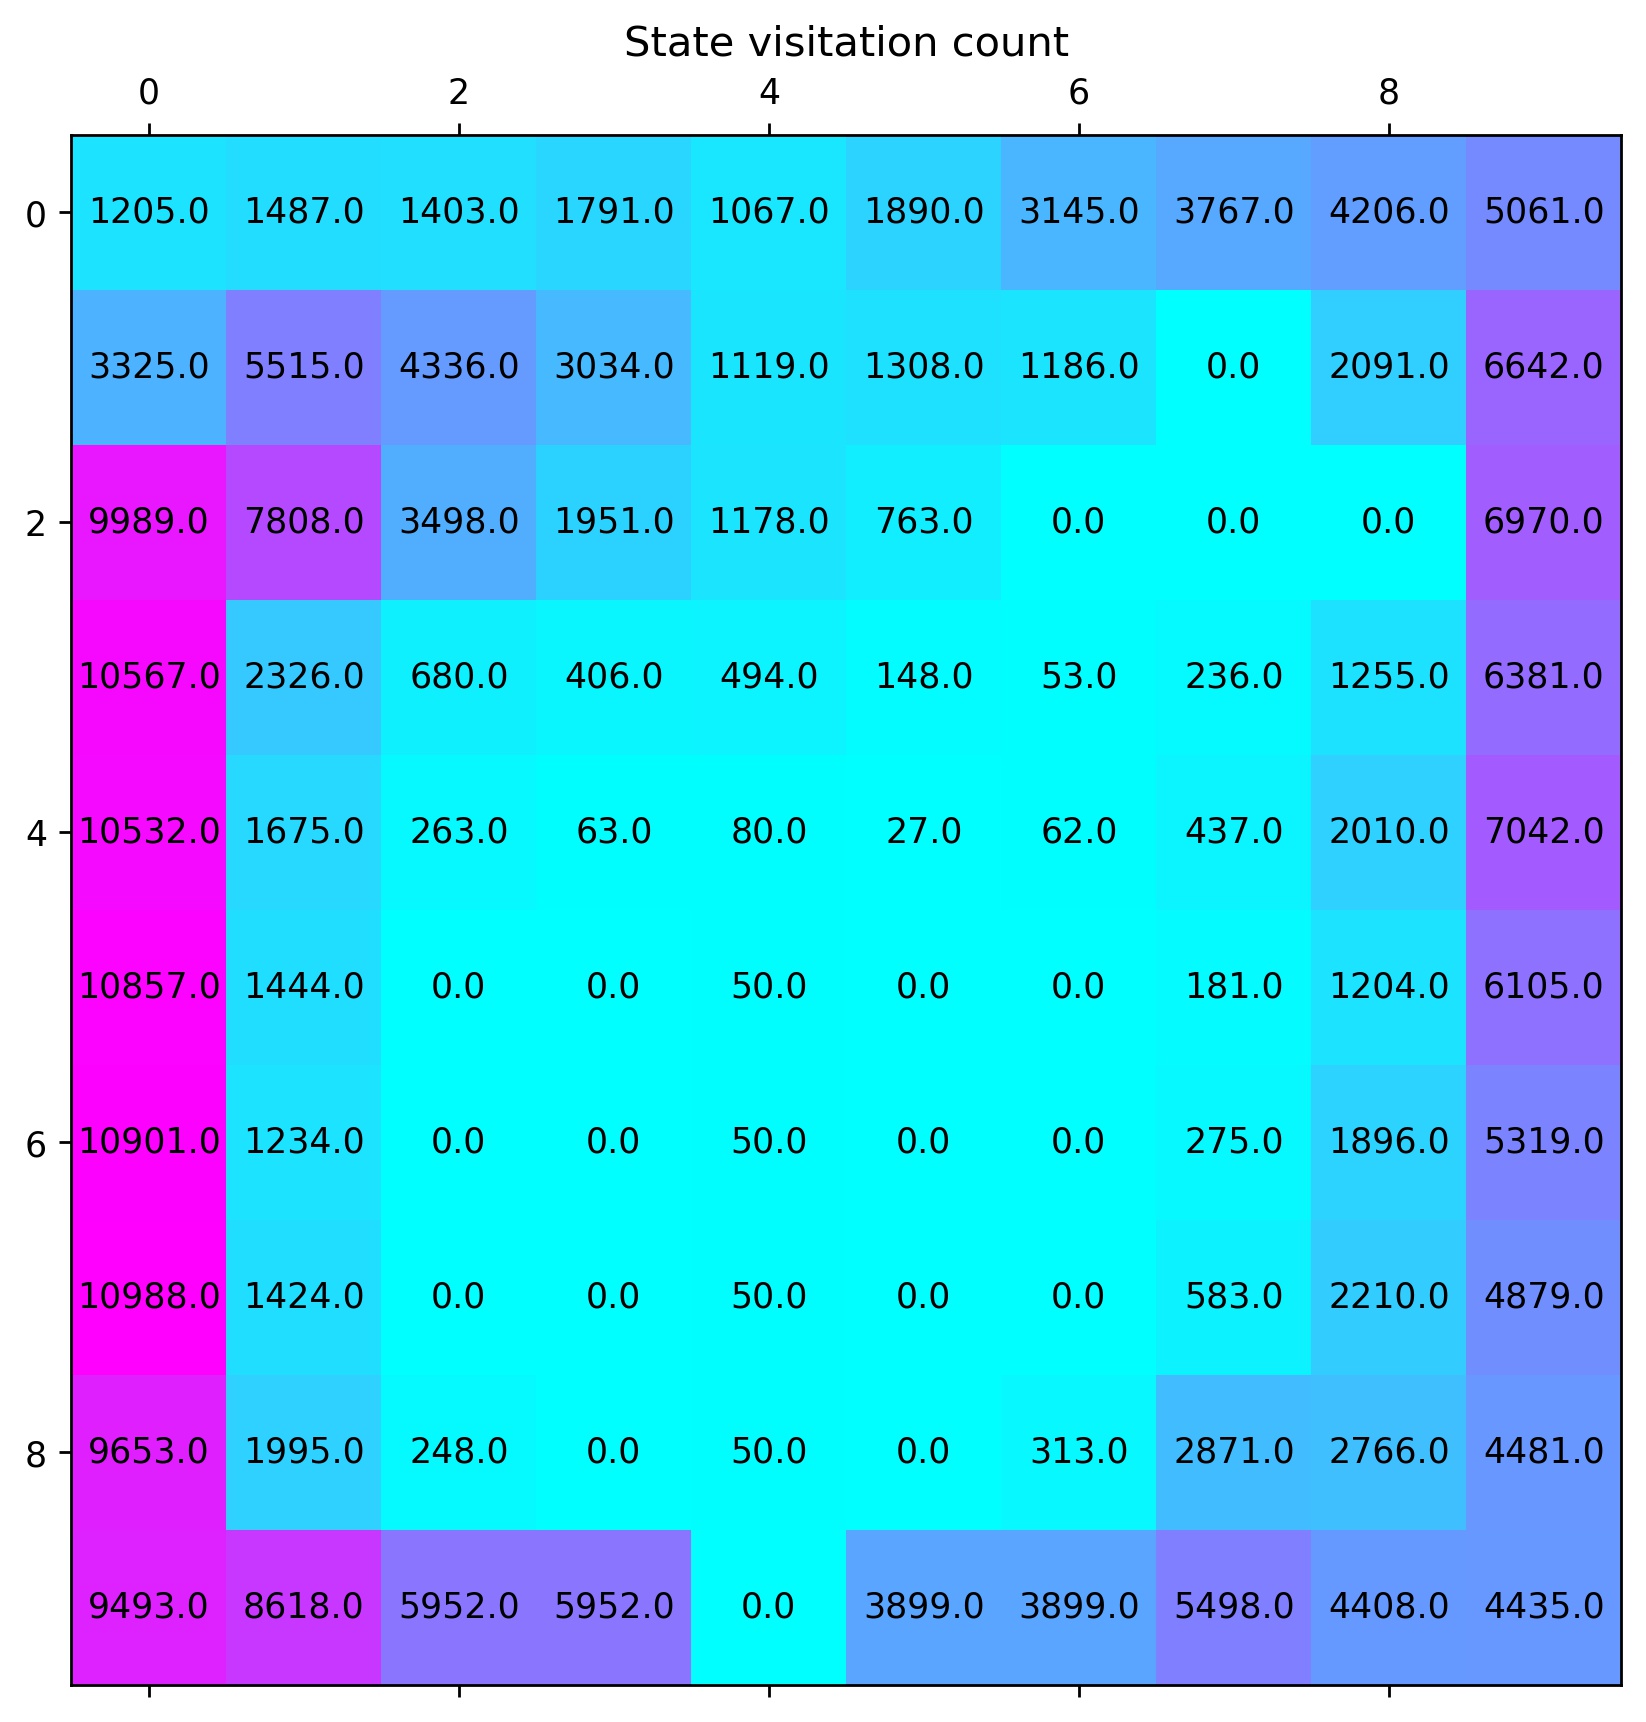 State visitation count
0 2 4 6 8
0 1205.0 1487.0 1403.0 1791.0 1067.0 1890.0 3145.0 3767.0 4206.0 5061.0
3325.0 5515.0 4336.0 3034.0 1119.0 1308.0 1186.0 0.0 2091.0 6642.0
2 9989.0 7808.0 3498.0 1951.0 1178.0 763.0 0.0 0.0 0.0 6970.0
10567.0 2326.0 680.0 406.0 494.0 148.0 53.0 236.0 1255.0 6381.0
4 10532.0 1675.0 263.0 63.0 80.0 27.0 62.0 437.0 2010.0 7042.0
10857.0 1444.0 0.0 0.0 50.0 0.0 0.0 181.0 1204.0 6105.0
6 10901.0 1234.0 0.0 0.0 50.0 0.0 0.0 275.0 1896.0 5319.0
10988.0 1424.0 0.0 0.0 50.0 0.0 0.0 583.0 2210.0 4879.0
8 9653.0 1995.0 248.0 0.0 50.0 0.0 313.0 2871.0 2766.0 4481.0
9493.0 8618.0 5952.0 5952.0 0.0 3899.0 3899.0 5498.0 4408.0 4435.0